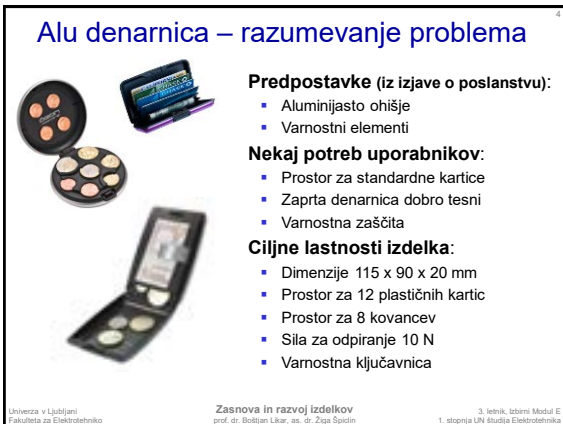 4
Alu denarnica – razumevanje problema
Predpostavke (iz izjave o poslanstvu):
Aluminijasto ohišje
Varnostni elementi
Nekaj potreb uporabnikov:
Prostor za standardne kartice
Zaprta denarnica dobro tesni
Varnostna zaščita
Ciljne lastnosti izdelka:
Dimenzije 115 x 90 x 20 mm
Prostor za 12 plastičnih kartic
Prostor za 8 kovancev
Sila za odpiranje 10 N
Varnostna ključavnica
Univerza v Ljubljani
Fakulteta za Elektrotehniko
Zasnova in razvoj izdelkov
prof. dr. Boštjan Likar, as. dr. Žiga Špiclin
3. letnik, Izbirni Modul E
1. stopnja UN študija Elektrotehnika